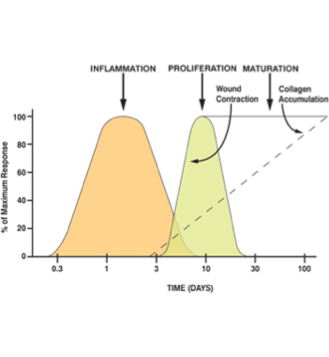 INFLAMMATION PROLIFERATION MATURATION
Wound
Contraction
Collagen
Accumulation
% of Maximum Response
100
80
60
40
20
0
0.3 1 3 10 30 100
TIME (DAYS)